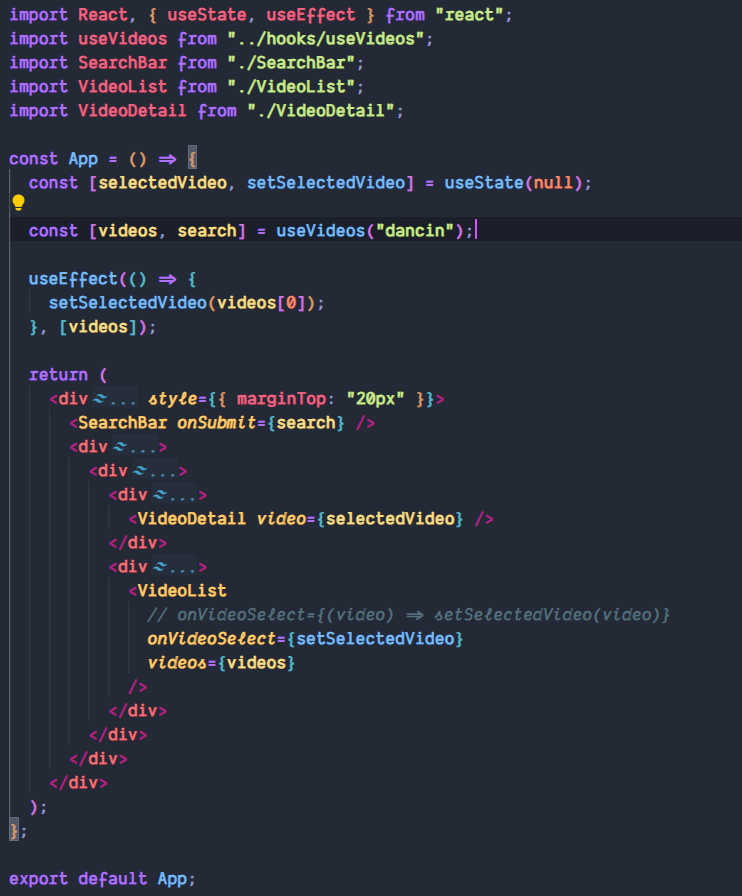 import React, { useState, useEffect } from "react";
import useVideos from "../hooks/useVideos";
import SearchBar from "./SearchBar";
import VideoList from "./VideoList";
import VideoDetail from "./VideoDetail";

const App = () => {
  const [selectedVideo, setSelectedVideo] = useState(null);

  const [videos, search] = useVideos("dancin");

  useEffect(() => {
    setSelectedVideo(videos[0]);
  }, [videos]);

  return (
    <div ... style={{ marginTop: "20px" }}>
      <SearchBar onSubmit={search} />
      <div ...>
        <div ...>
          <div ...>
            <VideoDetail video={selectedVideo} />
          </div>
          <div ...>
            <VideoList
              // onVideoSelect={(video) => setSelectedVideo(video)}
              onVideoSelect={setSelectedVideo}
              videos={videos}
            />
          </div>
        </div>
      </div>
    </div>
  );
};

export default App;